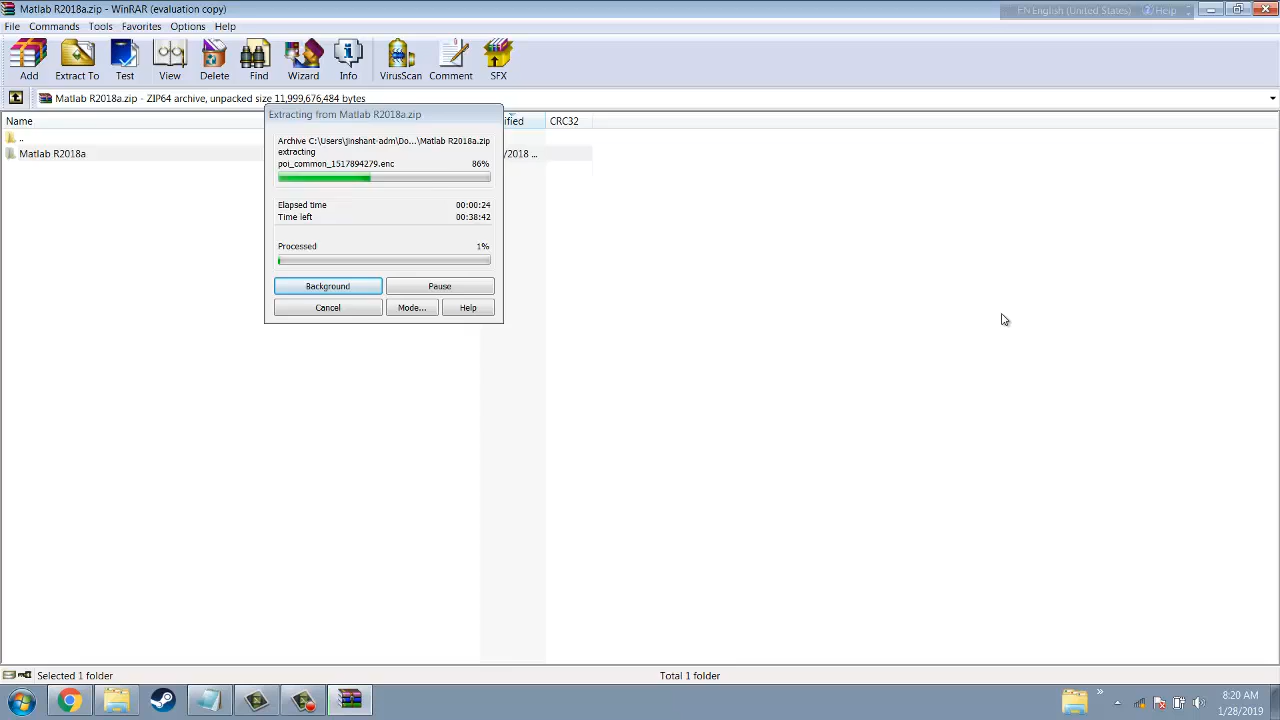 Matlab R2018a.zip - WinRAR (evaluation copy)
EN English (United States) Help
File Commands Tools Favorites Options Help
Add Extract To Test View Delete Find Wizard Info VirusScan Comment SFX
Matlab R2018a.zip - ZIP64 archive, unpacked size 11,999,676,484 bytes
Name ified CRC32
..
Matlab R2018a /2018 ...
Extracting from Matlab R2018a.zip
Archive C:\Users\jinshant-adm\Do...\Matlab R2018a.zip
extracting
poi_common_1517894279.enc 86%
Elapsed time 00:00:24
Time left 00:38:42
Processed 1%
Background Pause
Cancel Mode... Help
Selected 1 folder Total 1 folder
8:20 AM
1/28/2019